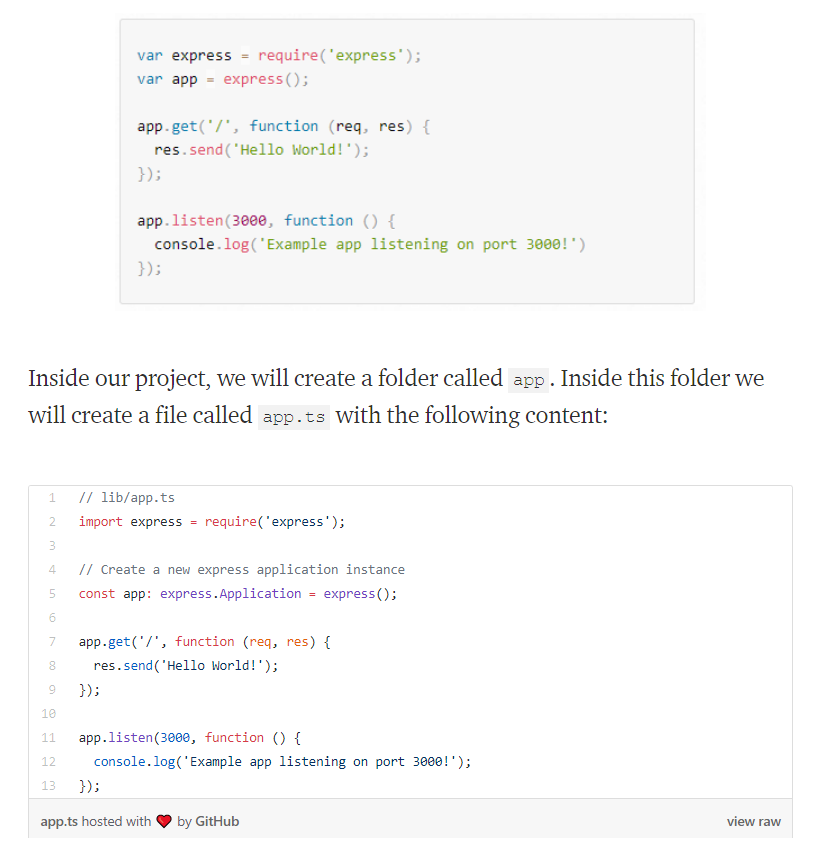 var express = require('express');
var app = express();
app.get('/', function (req, res) {
  res.send('Hello World!');
});
app.listen(3000, function () {
  console.log('Example app listening on port 3000!')
});
Inside our project, we will create a folder called app. Inside this folder we
will create a file called app.ts with the following content:
1 // lib/app.ts
2 import express = require('express');
3
4 // Create a new express application instance
5 const app: express.Application = express();
6
7 app.get('/', function (req, res) {
8   res.send('Hello World!');
9 });
10
11 app.listen(3000, function () {
12   console.log('Example app listening on port 3000!');
13 });
app.ts hosted with ❤ by GitHub view raw